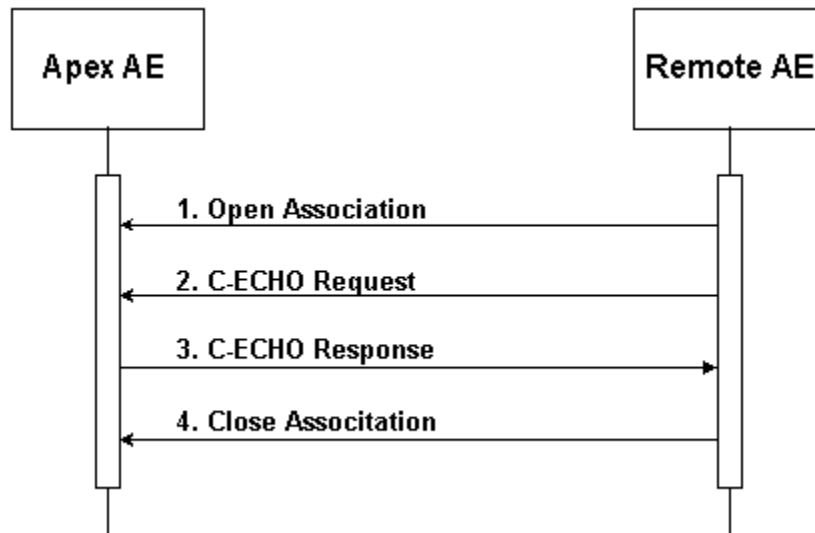 Apex AE
Remote AE
1. Open Association
2. C-ECHO Request
3. C-ECHO Response
4. Close Associtation